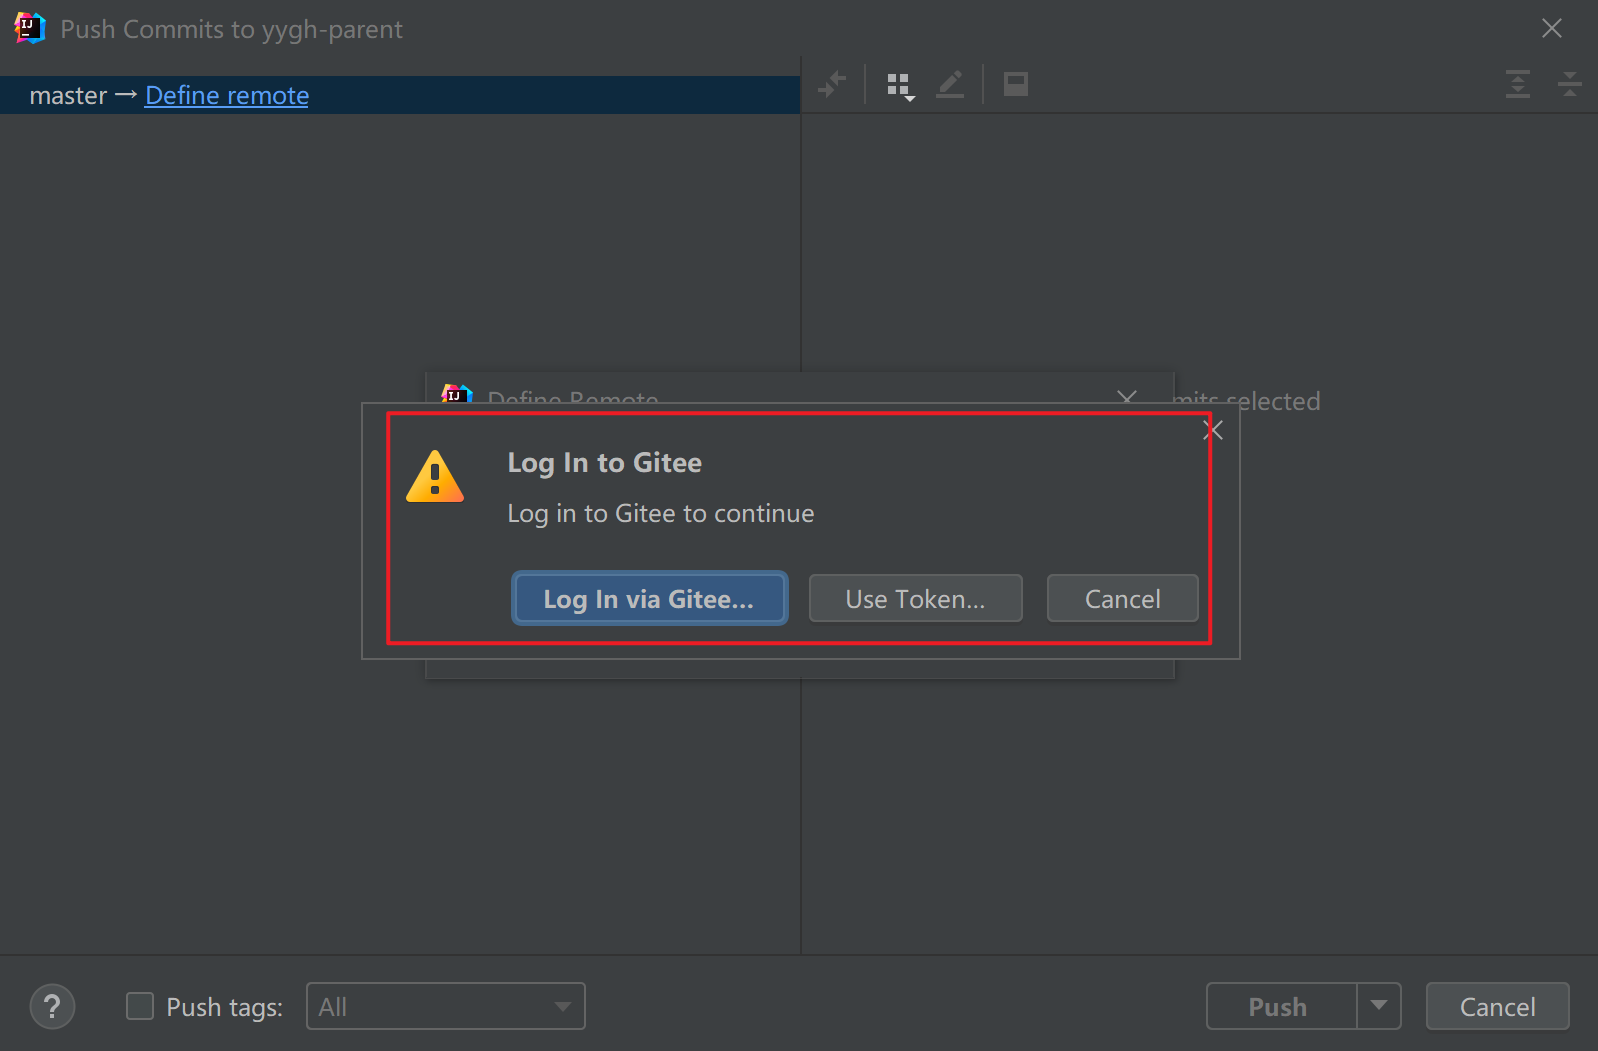 Push Commits to yygh-parent
master → Define remote
Define Remote
selected
Log In to Gitee
Log in to Gitee to continue
Log In via Gitee...
Use Token...
Cancel
?
Push tags:
All
Push
Cancel